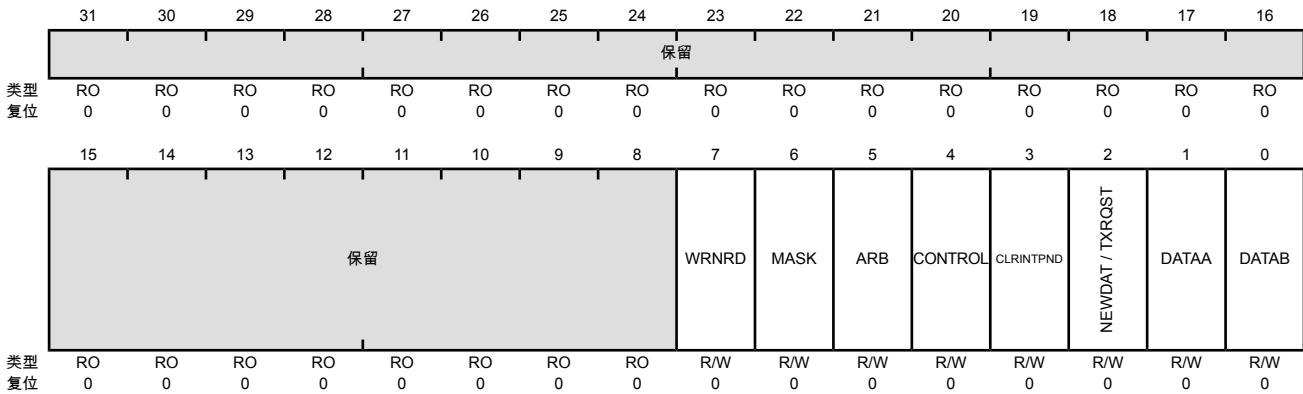 31 30 29 28 27 26 25 24 23 22 21 20 19 18 17 16
保留
类型 RO RO RO RO RO RO RO RO RO RO RO RO RO RO RO RO
复位 0 0 0 0 0 0 0 0 0 0 0 0 0 0 0 0
15 14 13 12 11 10 9 8 7 6 5 4 3 2 1 0
保留 WRNRD MASK ARB CONTROL CLRINTPND NEWDAT / TXRQST DATAA DATAB
类型 RO RO RO RO RO RO RO RO R/W R/W R/W R/W R/W R/W R/W R/W
复位 0 0 0 0 0 0 0 0 0 0 0 0 0 0 0 0